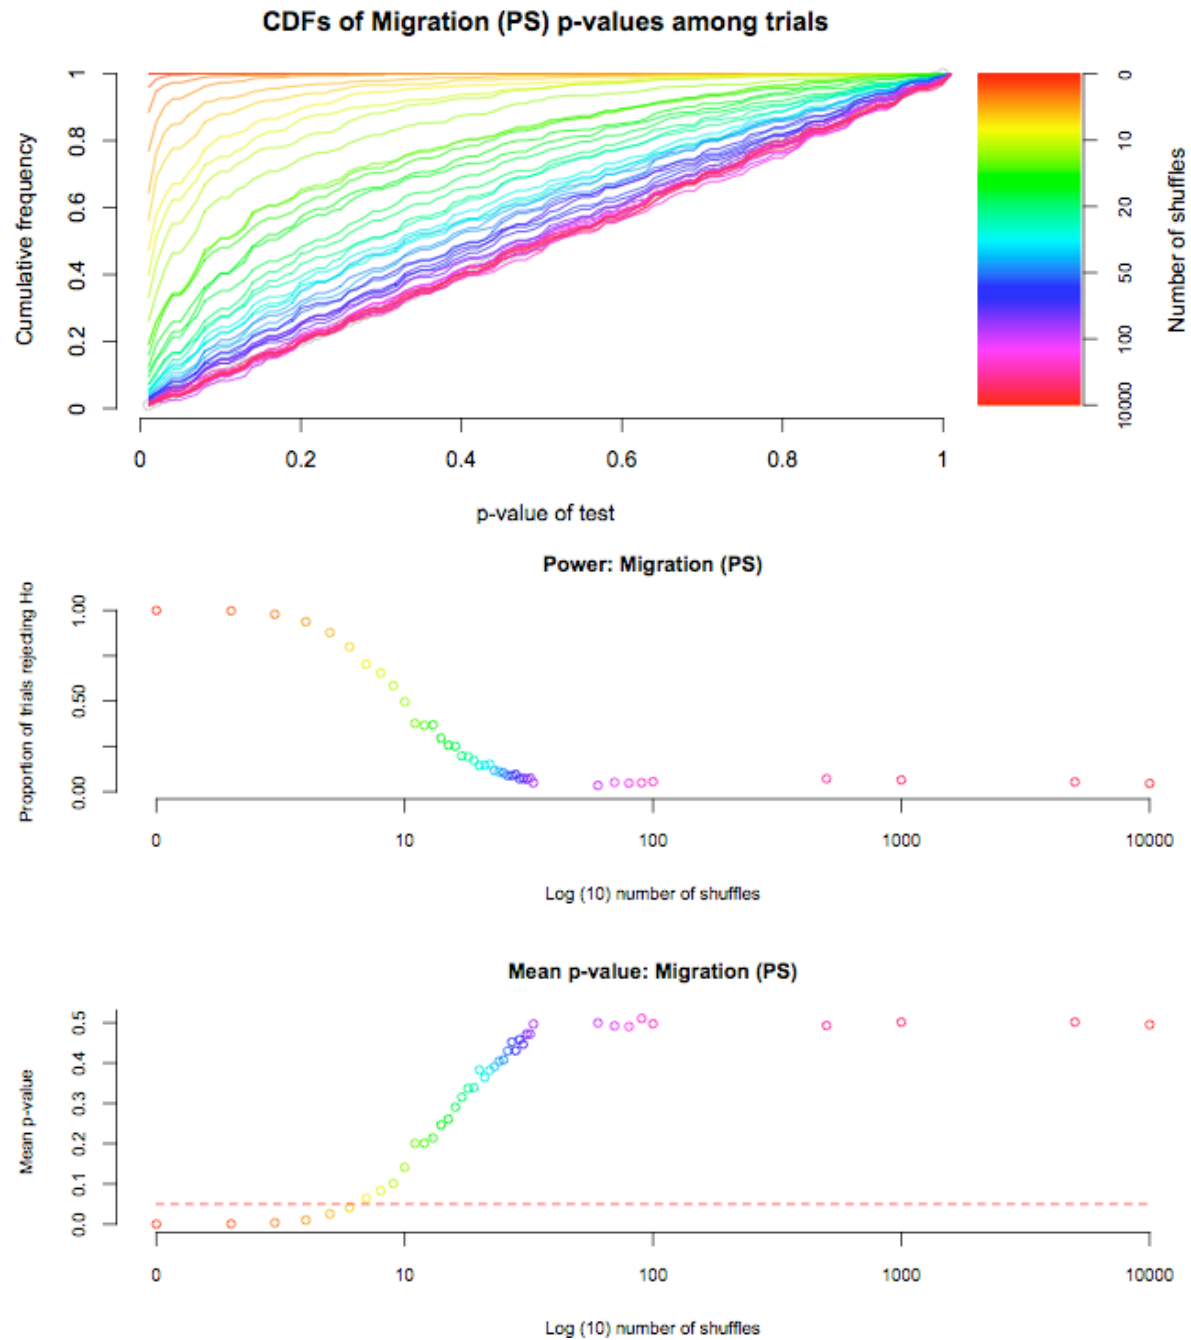 CDFs of Migration (PS) p-values among trials
Cumulative frequency
1
0.8
0.6
0.4
0.2
0
0 0.2 0.4 0.6 0.8 1
p-value of test
0
10
20
50
100
10000
Number of shuffles
Power: Migration (PS)
Proportion of trials rejecting Ho
1.00
0.50
0.00
0 10 100 1000 10000
Log (10) number of shuffles
Mean p-value: Migration (PS)
Mean p-value
0.5
0.4
0.3
0.2
0.1
0.0
0 10 100 1000 10000
Log (10) number of shuffles